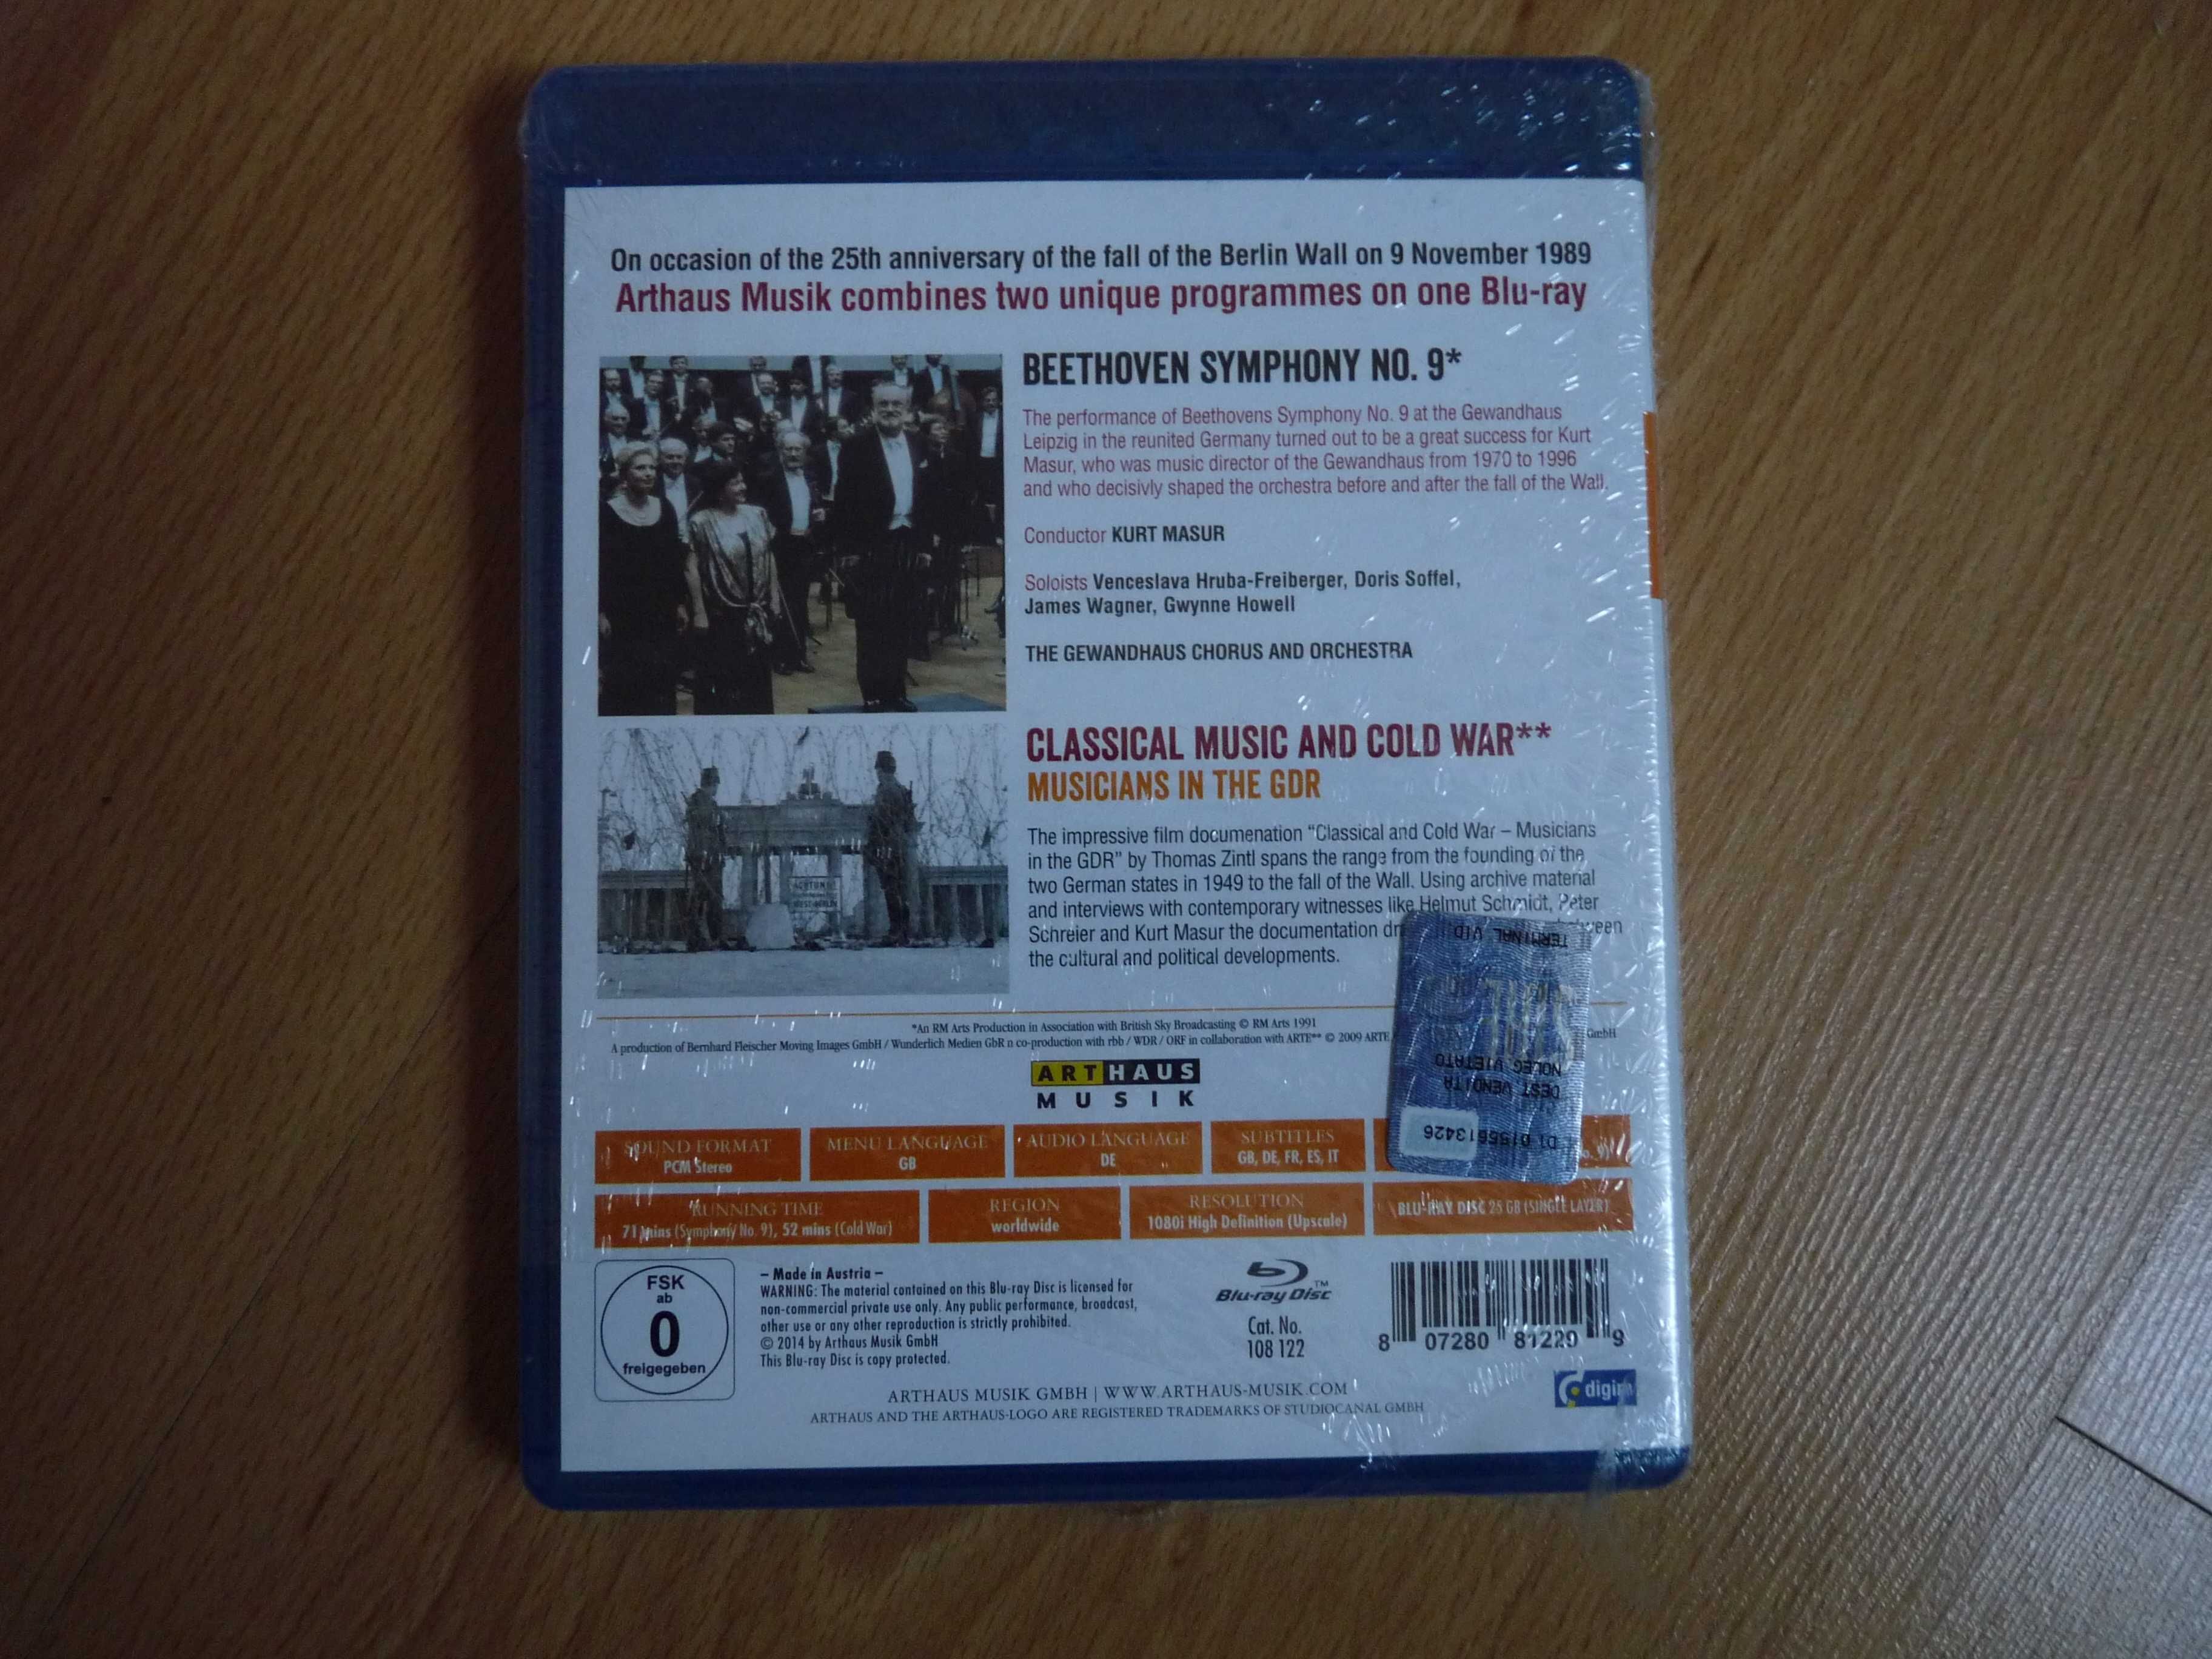 On occasion of the 25th anniversary of the fall of the Berlin Wall on 9 November 1989
Arthaus Musik combines two unique programmes on one Blu-ray
BEETHOVEN SYMPHONY NO. 9*
The performance of Beethovens Symphony No. 9 at the Gewandhaus
Leipzig in the reunited Germany turned out to be a great success for Kurt
Masur, who was music director of the Gewandhaus from 1970 to 1996
and who decisivly shaped the orchestra before and after the fall of the Wall.
Conductor KURT MASUR
Soloists Venceslava Hruba-Freiberger, Doris Soffel,
James Wagner, Gwynne Howell
THE GEWANDHAUS CHORUS AND ORCHESTRA
CLASSICAL MUSIC AND COLD WAR**
MUSICIANS IN THE GDR
The impressive film documenation "Classical and Cold War – Musicians
in the GDR" by Thomas Zintl spans the range from the founding of the
two German states in 1949 to the fall of the Wall. Using archive material
and interviews with contemporary witnesses like Helmut Schmidt, Peter
Schreier and Kurt Masur the documentation
the cultural and political developments.
ACHTUNG
WEST-BERLIN
*An RM Arts Production in Association with British Sky Broadcasting © RM Arts 1991
A production of Bernhard Fleischer Moving Images GmbH / Wunderlich Medien GbR n co-production with rbb / WDR / ORF in collaboration with ARTE** © 2009 ARTE GmbH
TERMINAL VID
NOLEG VIETATO
DEST VENDITA
D1 0155613426
ARTHAUS
MUSIK
SOUND FORMAT
PCM Stereo
MENU LANGUAGE
GB
AUDIO LANGUAGE
DE
SUBTITLES
GB, DE, FR, ES, IT
RUNNING TIME
71 mins (Symphony No. 9), 52 mins (Cold War)
REGION
worldwide
RESOLUTION
1080i High Definition (Upscale)
BLU-RAY DISC 25 GB (SINGLE LAYER)
FSK
ab
0
freigegeben
– Made in Austria –
WARNING: The material contained on this Blu-ray Disc is licensed for
non-commercial private use only. Any public performance, broadcast,
other use or any other reproduction is strictly prohibited.
© 2014 by Arthaus Musik GmbH
This Blu-ray Disc is copy protected.
Blu-ray Disc™
Cat. No.
108 122
8 07280 81229 9
digim
ARTHAUS MUSIK GMBH | WWW.ARTHAUS-MUSIK.COM
ARTHAUS AND THE ARTHAUS-LOGO ARE REGISTERED TRADEMARKS OF STUDIOCANAL GMBH